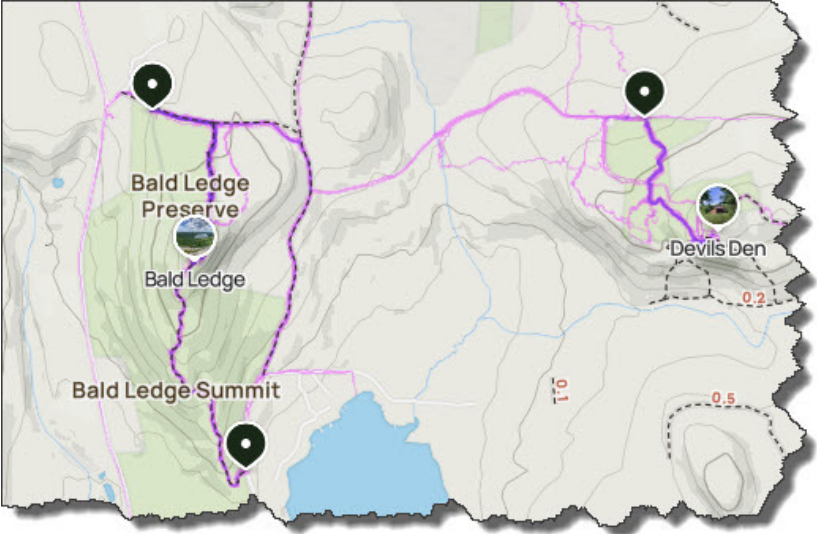 Bald Ledge
Preserve
Devils Den
Bald Ledge
0.2
Bald Ledge Summit
0.1
0.5